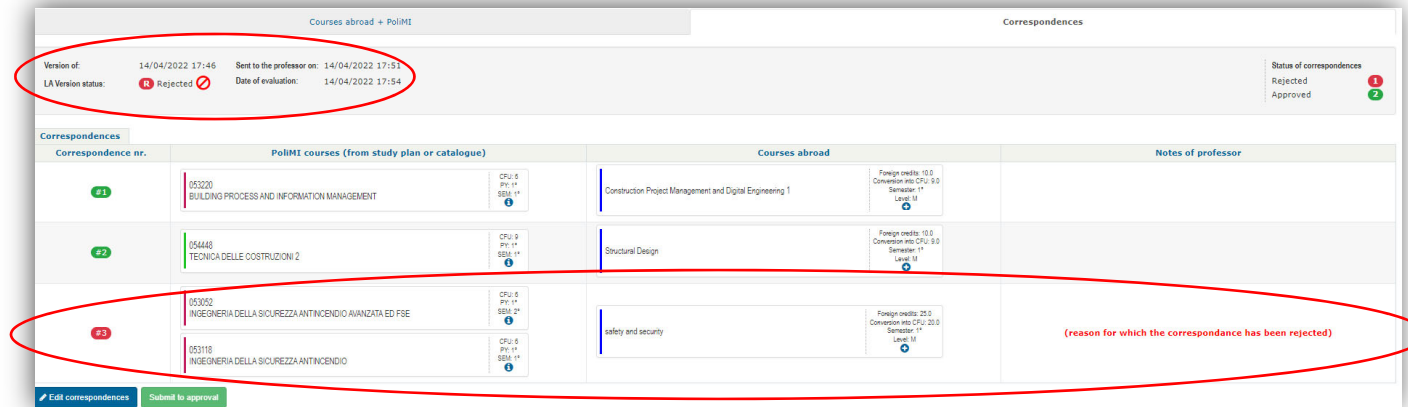 Courses abroad + PoliMI
Correspondences
Version of: 14/04/2022 17:46 Sent to the professor on: 14/04/2022 17:51
LA Version status: R Rejected Date of evaluation: 14/04/2022 17:54
Status of correspondences
Rejected 1
Approved 2
Correspondences
Correspondence nr. PoliMI courses (from study plan or catalogue) Courses abroad Notes of professor
#1
053220
BUILDING PROCESS AND INFORMATION MANAGEMENT
CFU: 6
PY: 1°
SEM: 1°
Construction Project Management and Digital Engineering 1
Foreign credits: 10.0
Conversion into CFU: 9.0
Semester: 1°
Level: M
#2
054448
TECNICA DELLE COSTRUZIONI 2
CFU: 9
PY: 1°
SEM: 1°
Structural Design
Foreign credits: 10.0
Conversion into CFU: 9.0
Semester: 1°
Level: M
#3
053052
INGEGNERIA DELLA SICUREZZA ANTINCENDIO AVANZATA ED FSE
CFU: 6
PY: 1°
SEM: 2°
053118
INGEGNERIA DELLA SICUREZZA ANTINCENDIO
CFU: 6
PY: 1°
SEM: 1°
safety and security
Foreign credits: 25.0
Conversion into CFU: 20.0
Semester: 1°
Level: M
(reason for which the correspondance has been rejected)
Edit correspondences Submit to approval